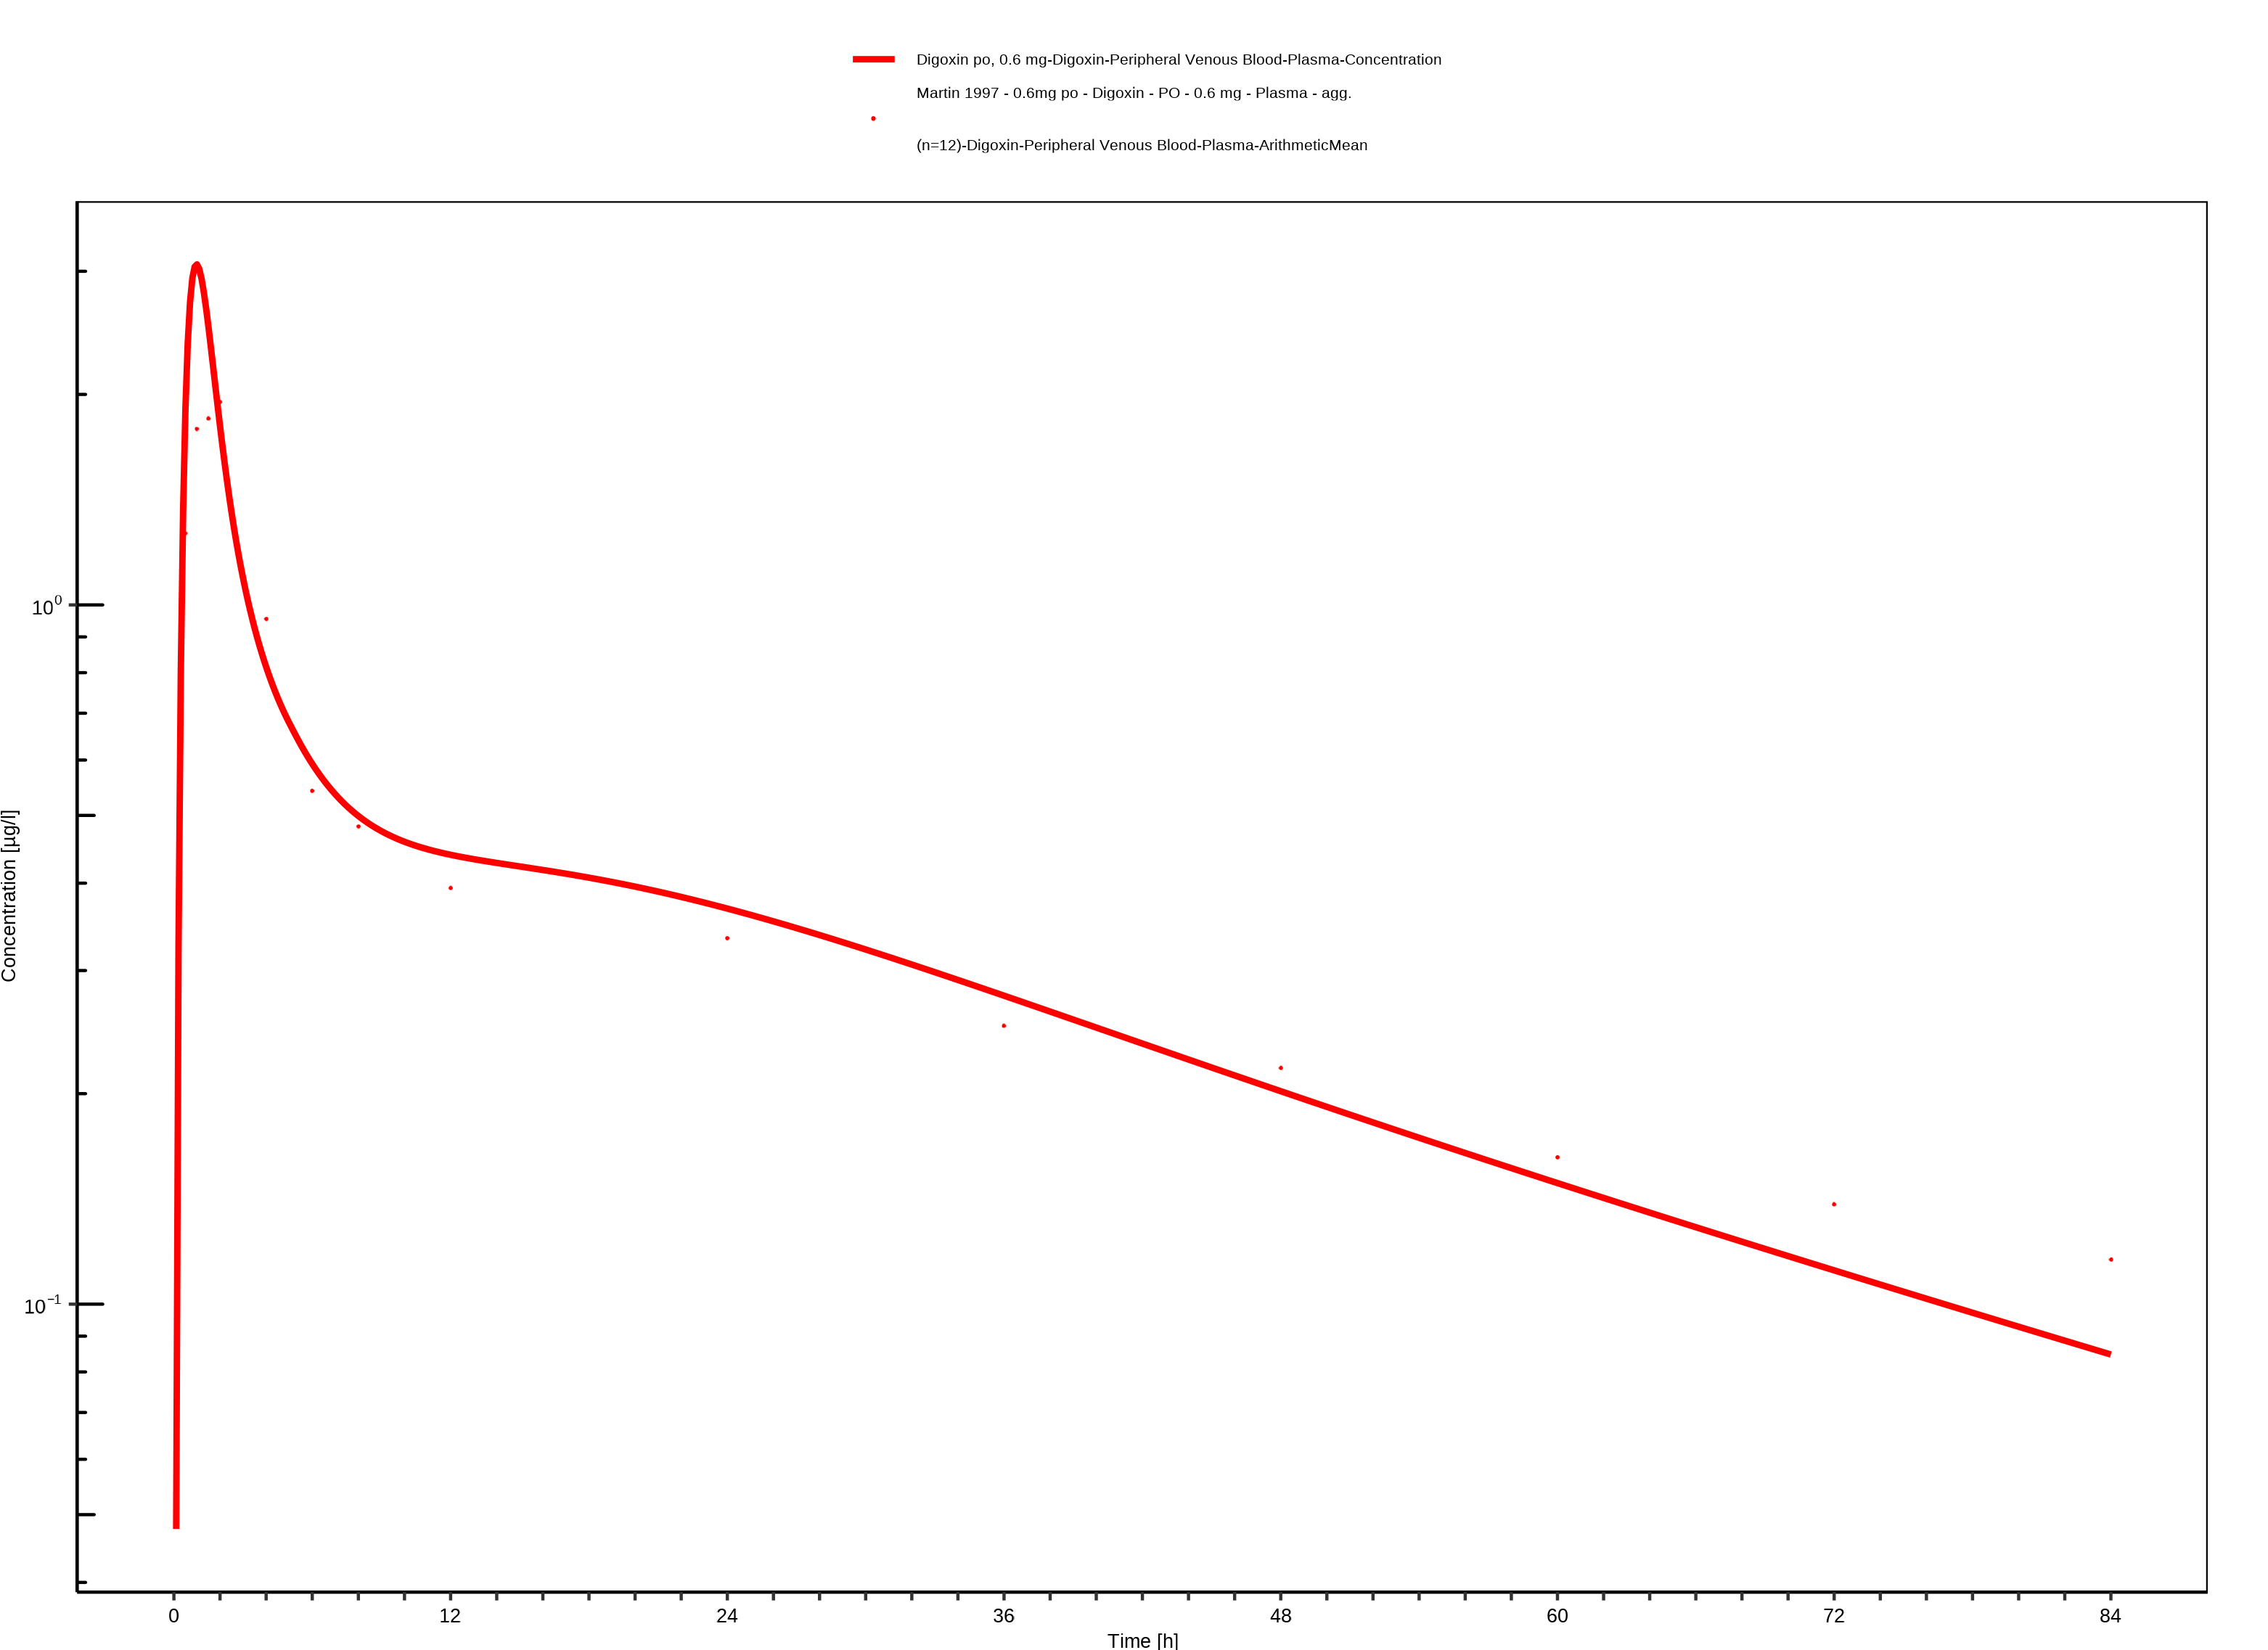 Digoxin po, 0.6 mg-Digoxin-Peripheral Venous Blood-Plasma-Concentration
Martin 1997 - 0.6mg po - Digoxin - PO - 0.6 mg - Plasma - agg.
(n=12)-Digoxin-Peripheral Venous Blood-Plasma-ArithmeticMean
10⁰
Concentration [µg/l]
10⁻¹
0 12 24 36 48 60 72 84
Time [h]